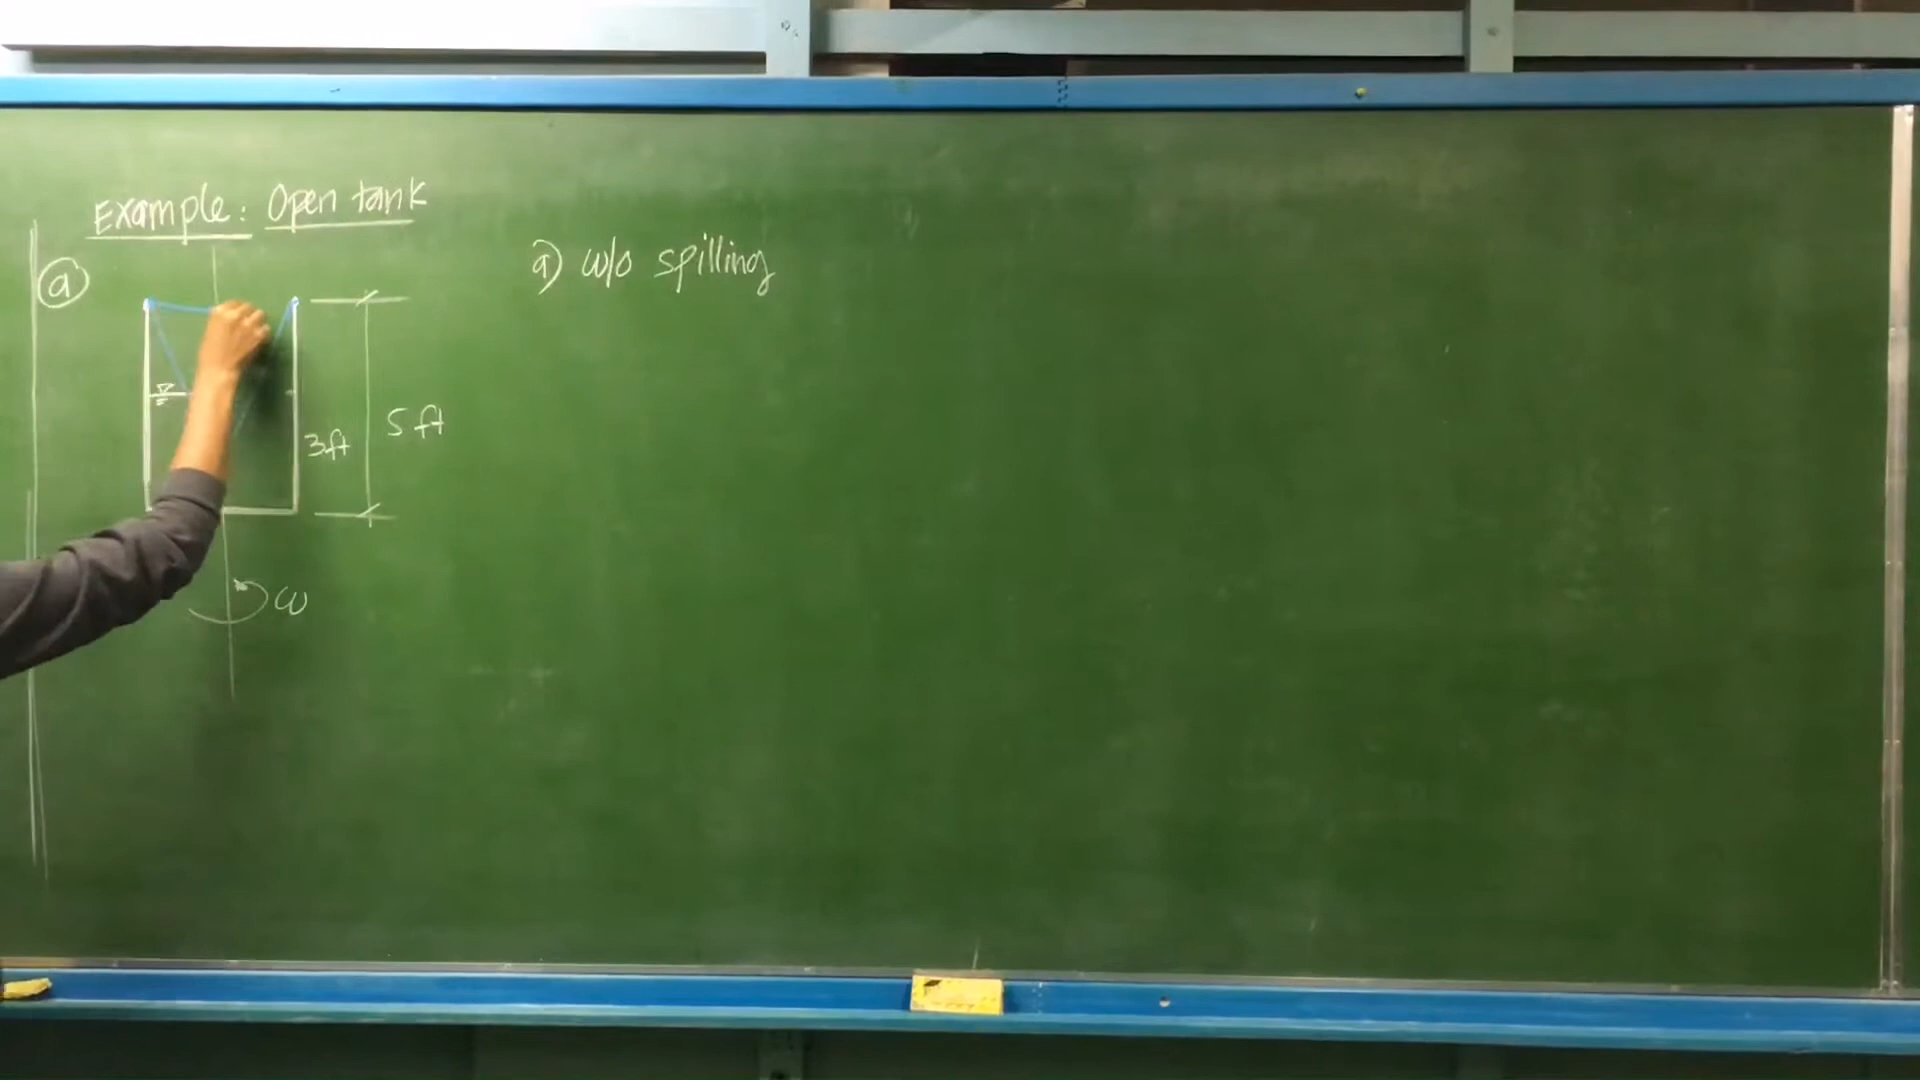 Example: Open tank
a
a) w/o spilling
3ft
5 ft
ω